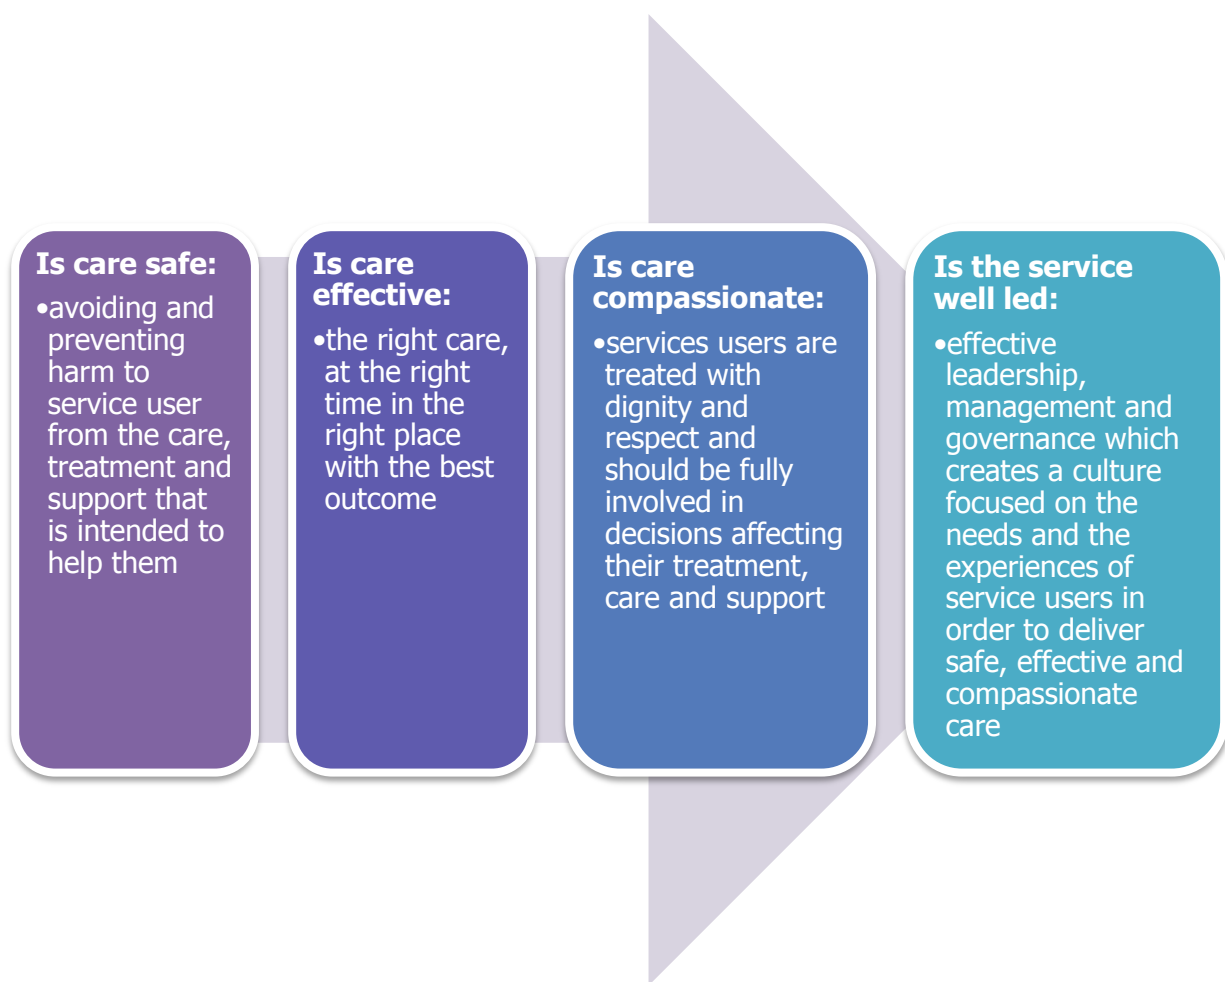 Is care safe:
•avoiding and
preventing
harm to
service user
from the care,
treatment and
support that
is intended to
help them
Is care
effective:
•the right care,
at the right
time in the
right place
with the best
outcome
Is care
compassionate:
•services users are
treated with
dignity and
respect and
should be fully
involved in
decisions affecting
their treatment,
care and support
Is the service
well led:
•effective
leadership,
management and
governance which
creates a culture
focused on the
needs and the
experiences of
service users in
order to deliver
safe, effective and
compassionate
care